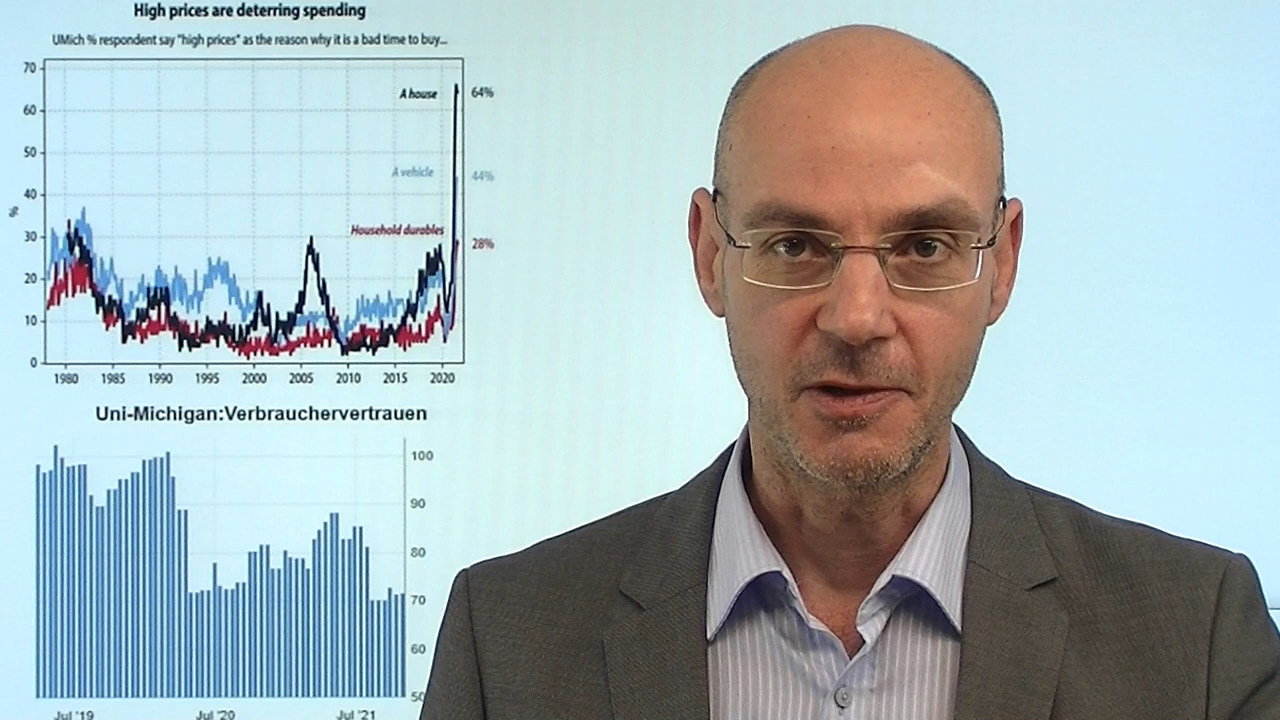 High prices are deterring spending
UMich % respondent say "high prices" as the reason why it is a bad time to buy...
70
60
50
40
30
20
10
0
%
A house
64%
A vehicle
44%
Household durables
28%
1980 1985 1990 1995 2000 2005 2010 2015 2020
Uni-Michigan:Verbrauchervertrauen
100
90
80
70
60
50
Jul '19 Jul '20 Jul '21